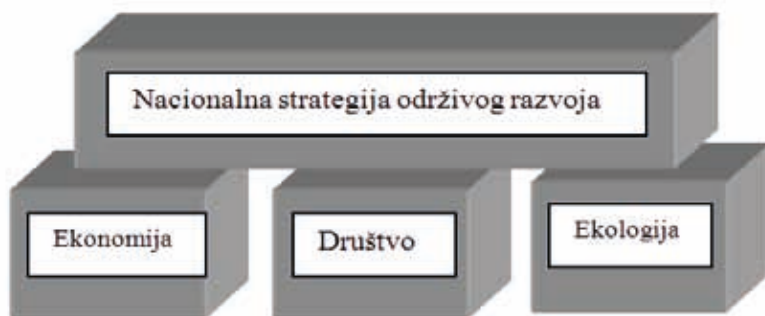 Nacionalna strategija održivog razvoja
Ekonomija
Društvo
Ekologija